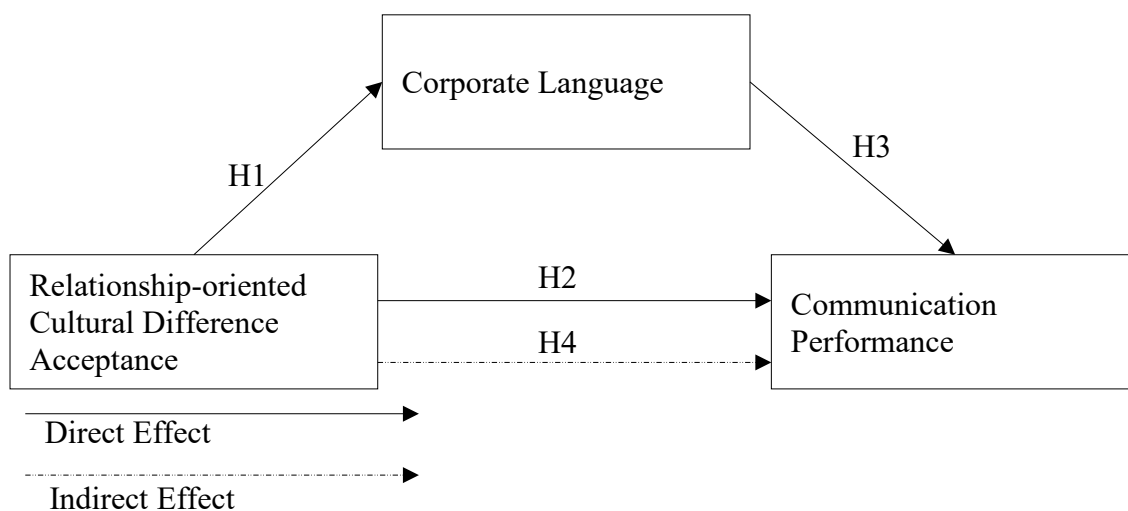 Corporate Language
H1
H3
Relationship-oriented
Cultural Difference
Acceptance
H2
H4
Communication
Performance
Direct Effect
Indirect Effect